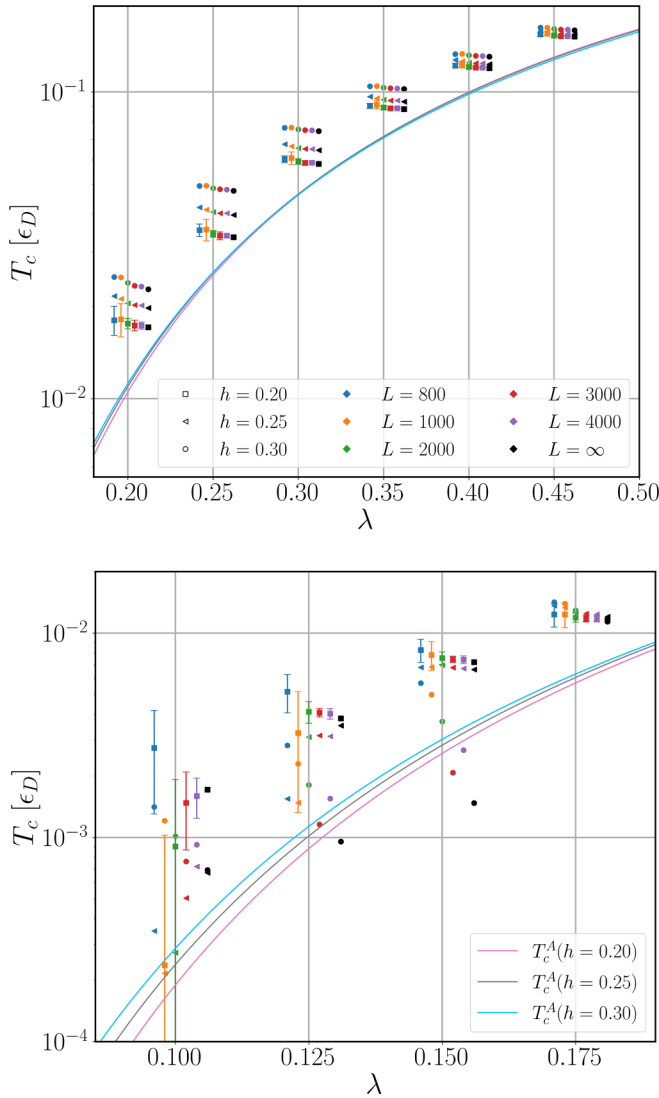 T_c [ϵ_D]
10^{-1}
10^{-2}
h = 0.20
h = 0.25
h = 0.30
L = 800
L = 1000
L = 2000
L = 3000
L = 4000
L = ∞
0.20 0.25 0.30 0.35 0.40 0.45 0.50
λ
T_c [ϵ_D]
10^{-2}
10^{-3}
10^{-4}
T_c^A(h = 0.20)
T_c^A(h = 0.25)
T_c^A(h = 0.30)
0.100 0.125 0.150 0.175
λ